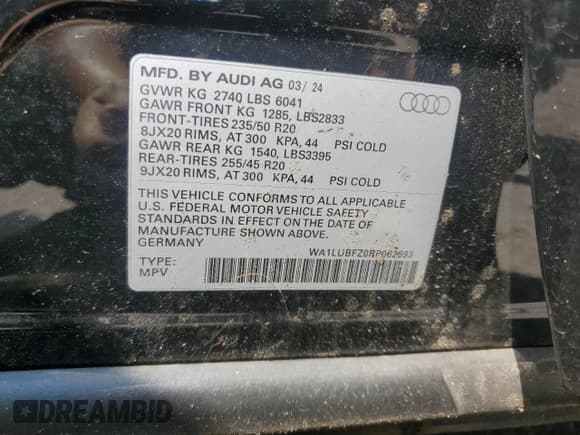 MFD. BY AUDI AG 03/ 24
GVWR KG 2740 LBS 6041
GAWR FRONT KG 1285, LBS2833
FRONT-TIRES 235/50 R20
8JX20 RIMS, AT 300 KPA, 44 PSI COLD
GAWR REAR KG 1540, LBS3395
REAR-TIRES 255/45 R20
9JX20 RIMS, AT 300 KPA, 44 PSI COLD
THIS VEHICLE CONFORMS TO ALL APPLICABLE
U.S. FEDERAL MOTOR VEHICLE SAFETY
STANDARDS IN EFFECT ON THE DATE OF
MANUFACTURE SHOWN ABOVE.
GERMANY
WA1LUBFZ0RP062693
TYPE:
MPV
DREAMBID